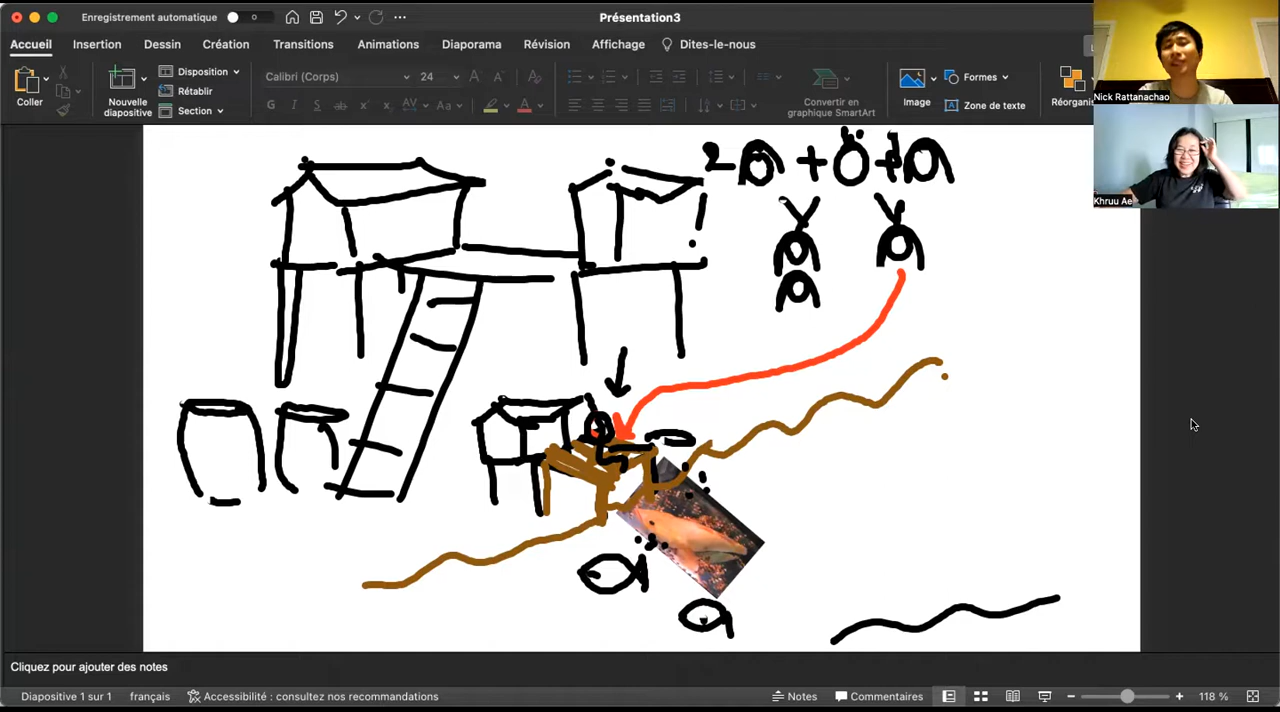 Enregistrement automatique
Présentation3
Accueil Insertion Dessin Création Transitions Animations Diaporama Révision Affichage Dites-le-nous
Coller
Nouvelle diapositive
Disposition
Rétablir
Section
Calibri (Corps) 24
G I S ab
Convertir en graphique SmartArt
Image
Formes
Zone de texte
Réorganis
Nick Rattanachao
Khruu Ae
Cliquez pour ajouter des notes
Diapositive 1 sur 1 français Accessibilité : consultez nos recommandations Notes Commentaires 118 %